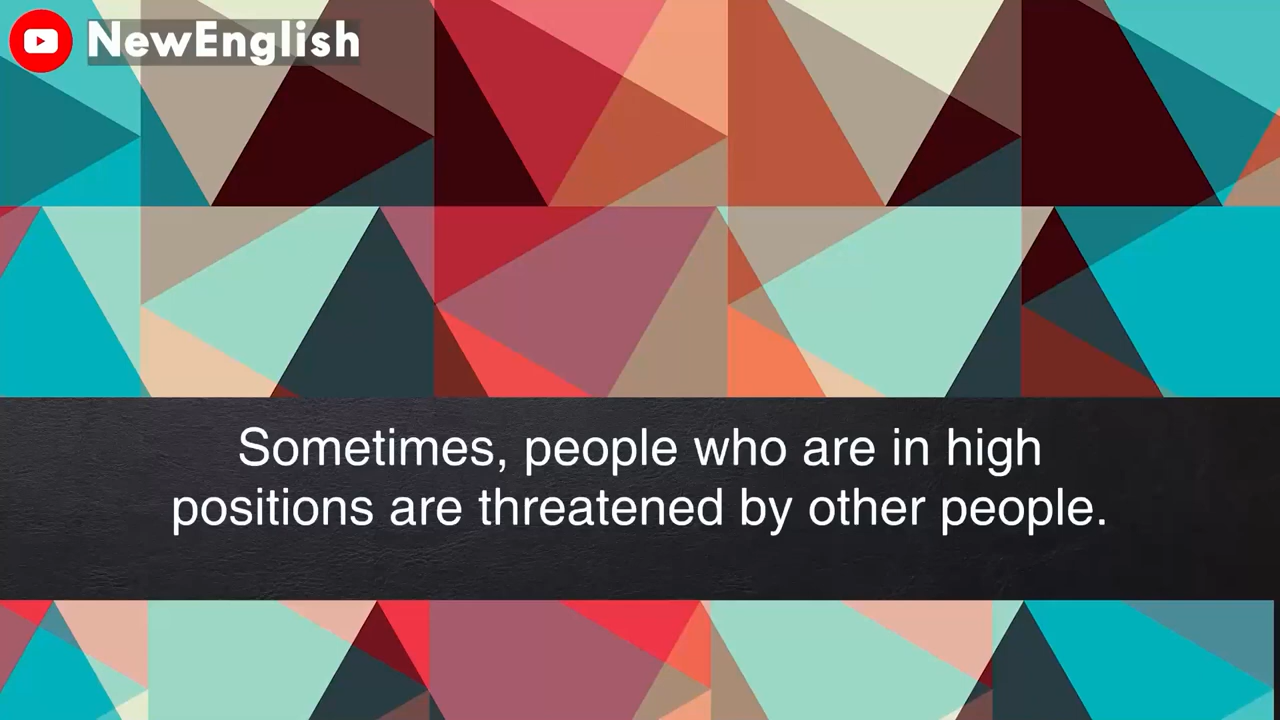 NewEnglish
Sometimes, people who are in high
positions are threatened by other people.